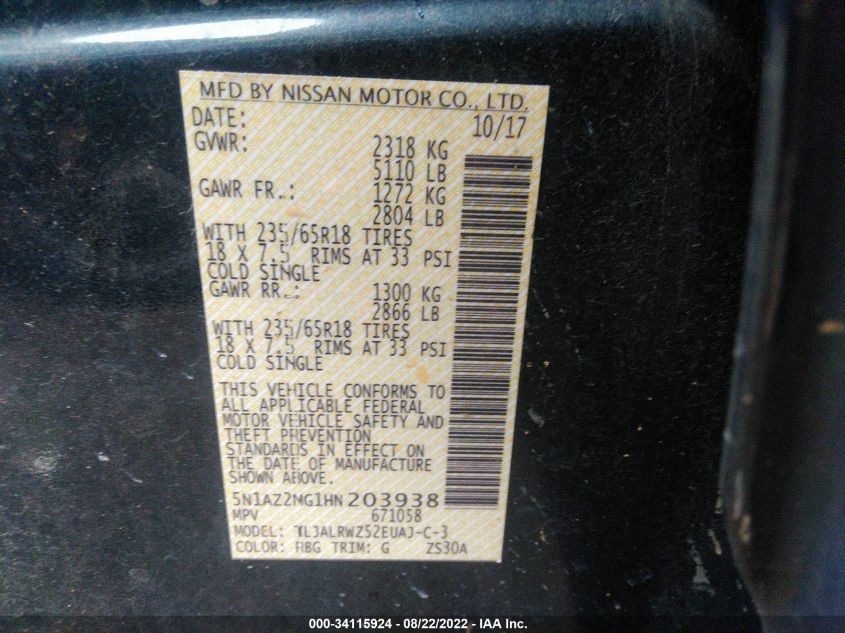 MFD BY NISSAN MOTOR CO., LTD.
DATE: 10/17
GVWR: 2318 KG
5110 LB
GAWR FR.: 1272 KG
2804 LB
WITH 235/65R18 TIRES
18 X 7.5 RIMS AT 33 PSI
COLD SINGLE
GAWR RR.: 1300 KG
2866 LB
WITH 235/65R18 TIRES
18 X 7.5 RIMS AT 33 PSI
COLD SINGLE
THIS VEHICLE CONFORMS TO
ALL APPLICABLE FEDERAL
MOTOR VEHICLE SAFETY AND
THEFT PREVENTION
STANDARDS IN EFFECT ON
THE DATE OF MANUFACTURE
SHOWN ABOVE.
5N1AZ2MG1HN203938
MPV 671058
MODEL: TLJALRWZ52EUAJ-C-3
COLOR: RBG TRIM: G ZS30A
000-34115924 - 08/22/2022 - IAA Inc.